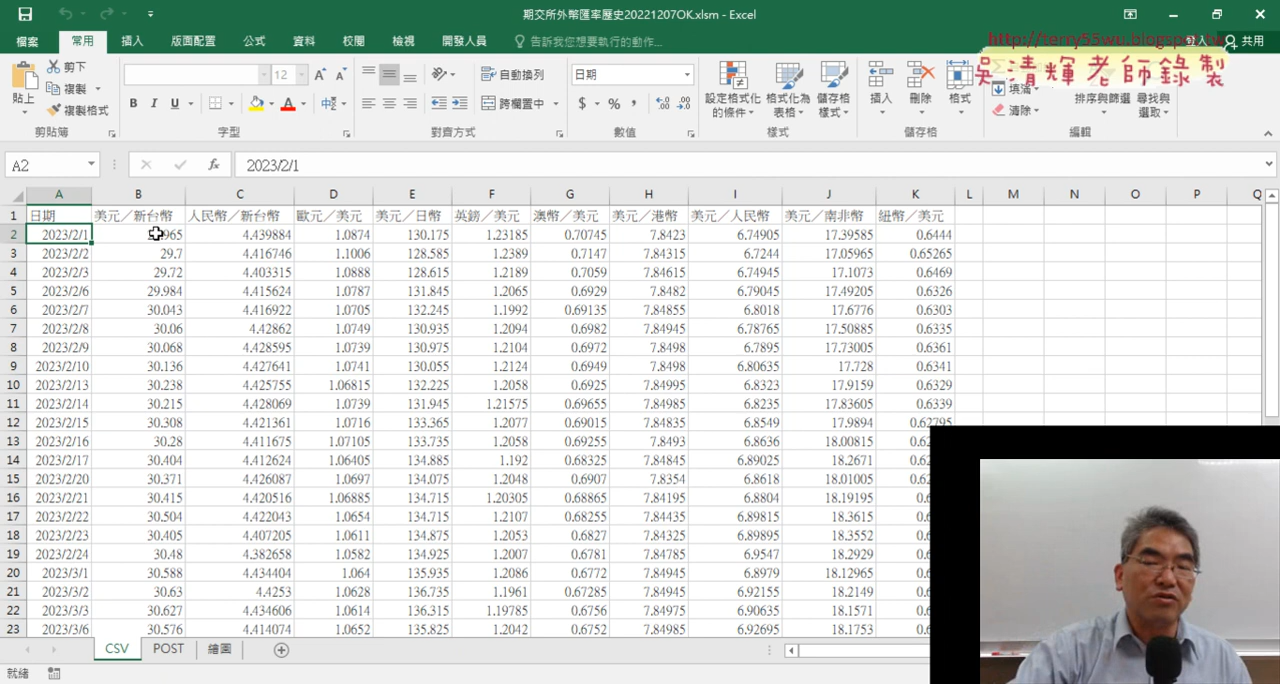 期交所外幣匯率歷史20221207OK.xlsm - Excel
檔案 常用 插入 版面配置 公式 資料 校閱 檢視 開發人員 告訴我您想要執行的動作... 共用
http://terry55wu.blogspot.tw
吳清輝老師錄製
貼上 剪下 複製 複製格式 剪貼簿
12 字型
自動換列 跨欄置中 對齊方式
日期 數值
設定格式化的條件 格式化為表格 儲存格樣式 樣式
插入 刪除 格式 儲存格
填滿 清除 排序與篩選 尋找與選取 編輯
A2 2023/2/1
A B C D E F G H I J K L M N O P Q
1 日期 美元／新台幣 人民幣／新台幣 歐元／美元 美元／日幣 英鎊／美元 澳幣／美元 美元／港幣 美元／人民幣 美元／南非幣 紐幣／美元
2 2023/2/1 965 4.439884 1.0874 130.175 1.23185 0.70745 7.8423 6.74905 17.39585 0.6444
3 2023/2/2 29.7 4.416746 1.1006 128.585 1.2389 0.7147 7.84315 6.7244 17.05965 0.65265
4 2023/2/3 29.72 4.403315 1.0888 128.615 1.2189 0.7059 7.84615 6.74945 17.1073 0.6469
5 2023/2/6 29.984 4.415624 1.0787 131.845 1.2065 0.6929 7.8482 6.79045 17.49205 0.6326
6 2023/2/7 30.043 4.416922 1.0705 132.245 1.1992 0.69135 7.84855 6.8018 17.6776 0.6303
7 2023/2/8 30.06 4.42862 1.0749 130.935 1.2094 0.6982 7.84945 6.78765 17.50885 0.6335
8 2023/2/9 30.068 4.428595 1.0739 130.975 1.2104 0.6972 7.8498 6.7895 17.73005 0.6361
9 2023/2/10 30.136 4.427641 1.0741 130.055 1.2124 0.6949 7.8498 6.80635 17.728 0.6341
10 2023/2/13 30.238 4.425755 1.06815 132.225 1.2058 0.6925 7.84995 6.8323 17.9159 0.6329
11 2023/2/14 30.215 4.428069 1.0739 131.945 1.21575 0.69655 7.84985 6.8235 17.83605 0.6339
12 2023/2/15 30.308 4.421361 1.0716 133.365 1.2077 0.69015 7.84835 6.8549 17.9894 0.62795
13 2023/2/16 30.28 4.411675 1.07105 133.735 1.2058 0.69255 7.8493 6.8636 18.00815
14 2023/2/17 30.404 4.412624 1.06405 134.885 1.192 0.68325 7.84845 6.89025 18.2671
15 2023/2/20 30.371 4.426087 1.0697 134.075 1.2048 0.6907 7.8354 6.8618 18.01005
16 2023/2/21 30.415 4.420516 1.06885 134.715 1.20305 0.68865 7.84195 6.8804 18.19195
17 2023/2/22 30.504 4.422043 1.0654 134.715 1.2107 0.68255 7.84435 6.89815 18.3615
18 2023/2/23 30.405 4.407205 1.0611 134.875 1.2053 0.6827 7.84325 6.89895 18.3552
19 2023/2/24 30.48 4.382658 1.0582 134.925 1.2007 0.6781 7.84785 6.9547 18.2929
20 2023/3/1 30.588 4.434404 1.064 135.935 1.2086 0.6772 7.84945 6.8979 18.12965
21 2023/3/2 30.63 4.4253 1.0628 136.735 1.1961 0.67285 7.84945 6.92155 18.2149
22 2023/3/3 30.627 4.434606 1.0614 136.315 1.19785 0.6756 7.84975 6.90635 18.1571
23 2023/3/6 30.576 4.414074 1.0652 135.825 1.2042 0.6752 7.84985 6.92695 18.1753
CSV POST 繪圖
就緒